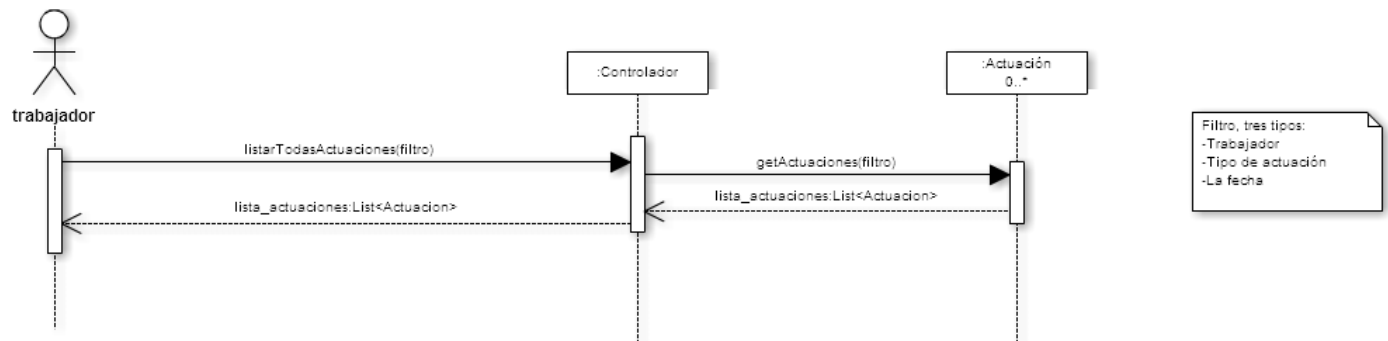 trabajador
:Controlador
:Actuación
0..*
listarTodasActuaciones(filtro)
getActuaciones(filtro)
lista_actuaciones:List<Actuacion>
lista_actuaciones:List<Actuacion>
Filtro, tres tipos:
-Trabajador
-Tipo de actuación
-La fecha